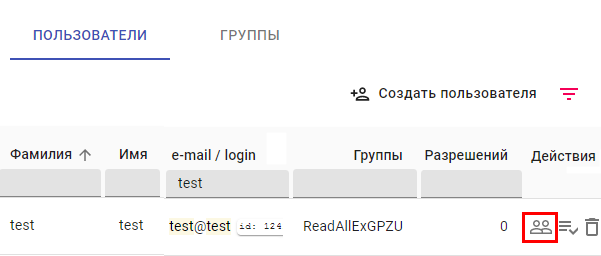 ПОЛЬЗОВАТЕЛИ ГРУППЫ
Создать пользователя
Фамилия Имя e-mail / login Группы Разрешений Действия
test
test test test@test id: 124 ReadAllExGPZU 0